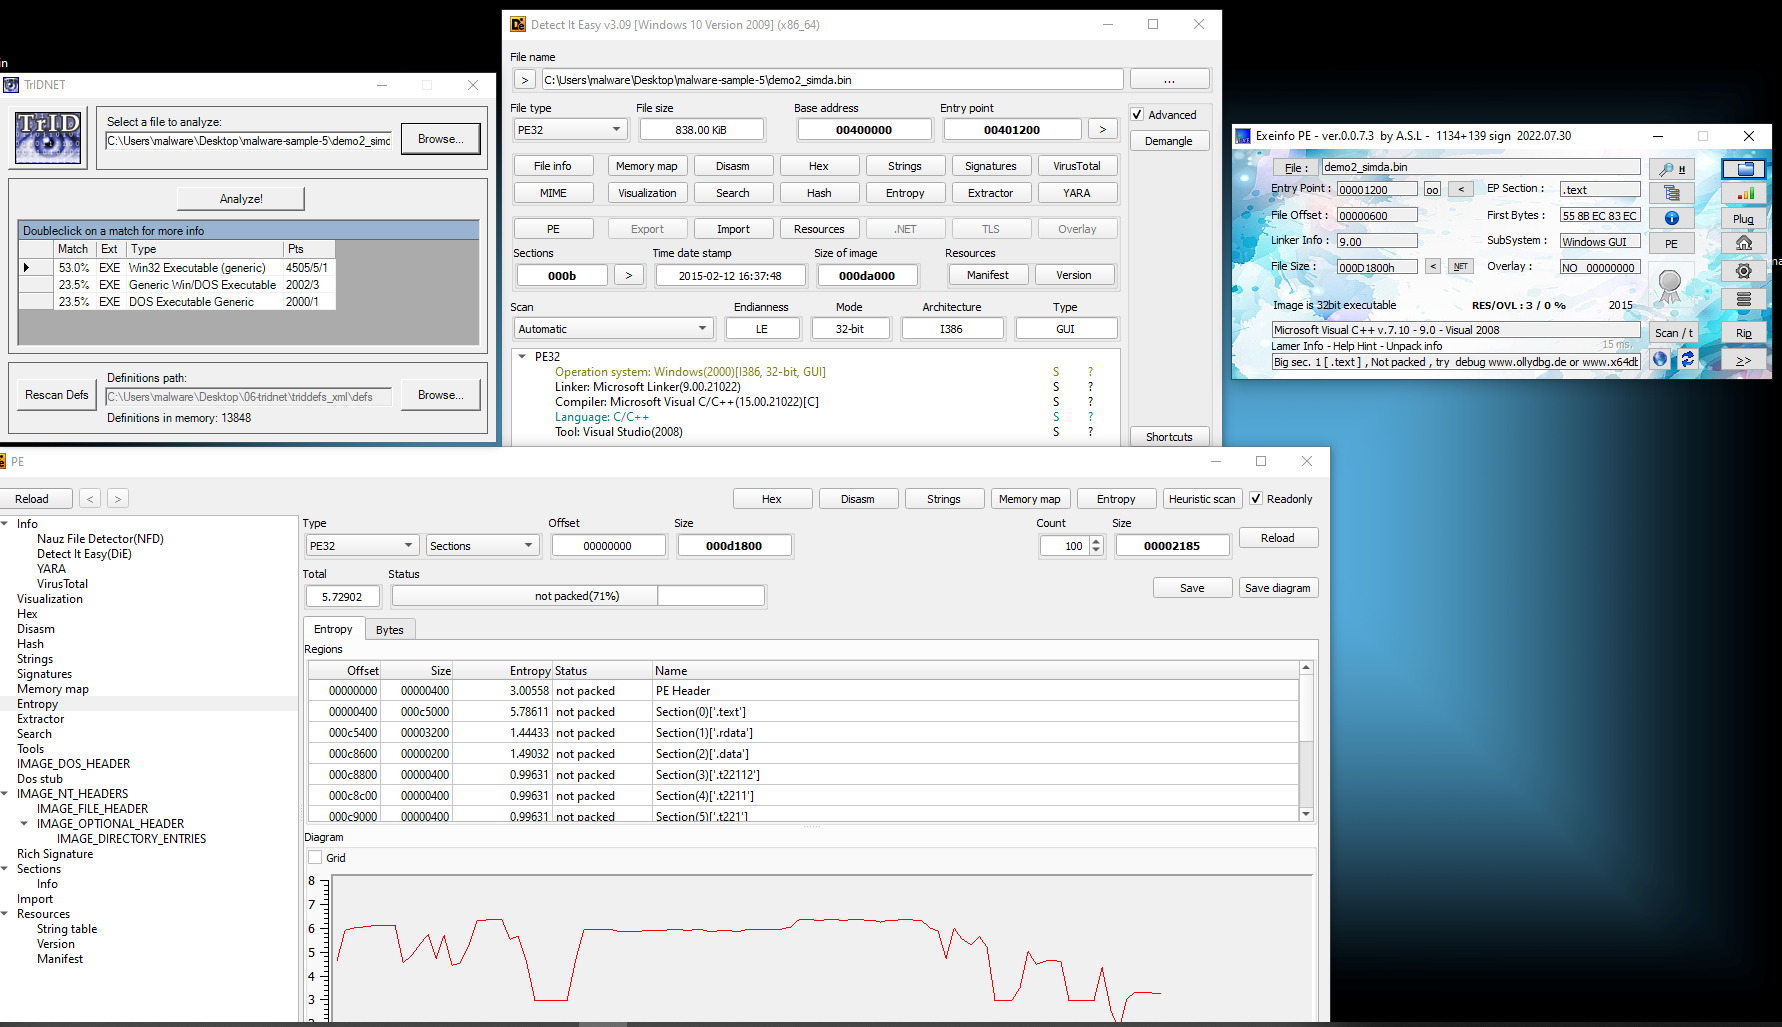 in
TrIDNET
TrID
Select a file to analyze:
C:\Users\malware\Desktop\malware-sample-5\demo2_simd
Browse...
Analyze!
Doubleclick on a match for more info
Match Ext Type Pts
53.0% EXE Win32 Executable (generic) 4505/5/1
23.5% EXE Generic Win/DOS Executable 2002/3
23.5% EXE DOS Executable Generic 2000/1
Rescan Defs
Definitions path:
C:\Users\malware\Desktop\06-tridnet\triddefs_xml\defs
Browse...
Definitions in memory: 13848
Detect It Easy v3.09 [Windows 10 Version 2009] (x86_64)
File name
> C:\Users\malware\Desktop\malware-sample-5\demo2_simda.bin ...
File type File size Base address Entry point
PE32 838.00 KiB 00400000 00401200 >
Advanced
Demangle
File info Memory map Disasm Hex Strings Signatures VirusTotal
MIME Visualization Search Hash Entropy Extractor YARA
PE Export Import Resources .NET TLS Overlay
Sections Time date stamp Size of image Resources
000b > 2015-02-12 16:37:48 000da000 Manifest Version
Scan Endianness Mode Architecture Type
Automatic LE 32-bit I386 GUI
PE32
Operation system: Windows(2000)[I386, 32-bit, GUI] S ?
Linker: Microsoft Linker(9.00.21022) S ?
Compiler: Microsoft Visual C/C++(15.00.21022)[C] S ?
Language: C/C++ S ?
Tool: Visual Studio(2008) S ?
Shortcuts
Exeinfo PE - ver.0.0.7.3 by A.S.L - 1134+139 sign 2022.07.30
File : demo2_simda.bin H
Entry Point : 00001200 oo < EP Section : .text
File Offset : 00000600 First Bytes : 55 8B EC 83 EC Plug
Linker Info : 9.00 SubSystem : Windows GUI PE
File Size : 000D1800h < NET Overlay : NO 00000000
Image is 32bit executable RES/OVL : 3 / 0 % 2015
Microsoft Visual C++ v.7.10 - 9.0 - Visual 2008 Scan / t Rip
Lamer Info - Help Hint - Unpack info 15 ms.
Big sec. 1 [ .text ] , Not packed , try debug www.ollydbg.de or www.x64db >>
PE
Reload < >
Hex Disasm Strings Memory map Entropy Heuristic scan Readonly
Info
Nauz File Detector(NFD)
Detect It Easy(DiE)
YARA
VirusTotal
Visualization
Hex
Disasm
Hash
Strings
Signatures
Memory map
Entropy
Extractor
Search
Tools
IMAGE_DOS_HEADER
Dos stub
IMAGE_NT_HEADERS
IMAGE_FILE_HEADER
IMAGE_OPTIONAL_HEADER
IMAGE_DIRECTORY_ENTRIES
Rich Signature
Sections
Info
Import
Resources
String table
Version
Manifest
Type Offset Size Count Size
PE32 Sections 00000000 000d1800 100 00002185 Reload
Total Status
5.72902 not packed(71%) Save Save diagram
Entropy Bytes
Regions
Offset Size Entropy Status Name
00000000 00000400 3.00558 not packed PE Header
00000400 000c5000 5.78611 not packed Section(0)['.text']
000c5400 00003200 1.44433 not packed Section(1)['.rdata']
000c8600 00000200 1.49032 not packed Section(2)['.data']
000c8800 00000400 0.99631 not packed Section(3)['.t22112']
000c8c00 00000400 0.99631 not packed Section(4)['.t2211']
000c9000 00000400 0.99631 not packed Section(5)['.t221']
Diagram
Grid
8
7
6
5
4
3